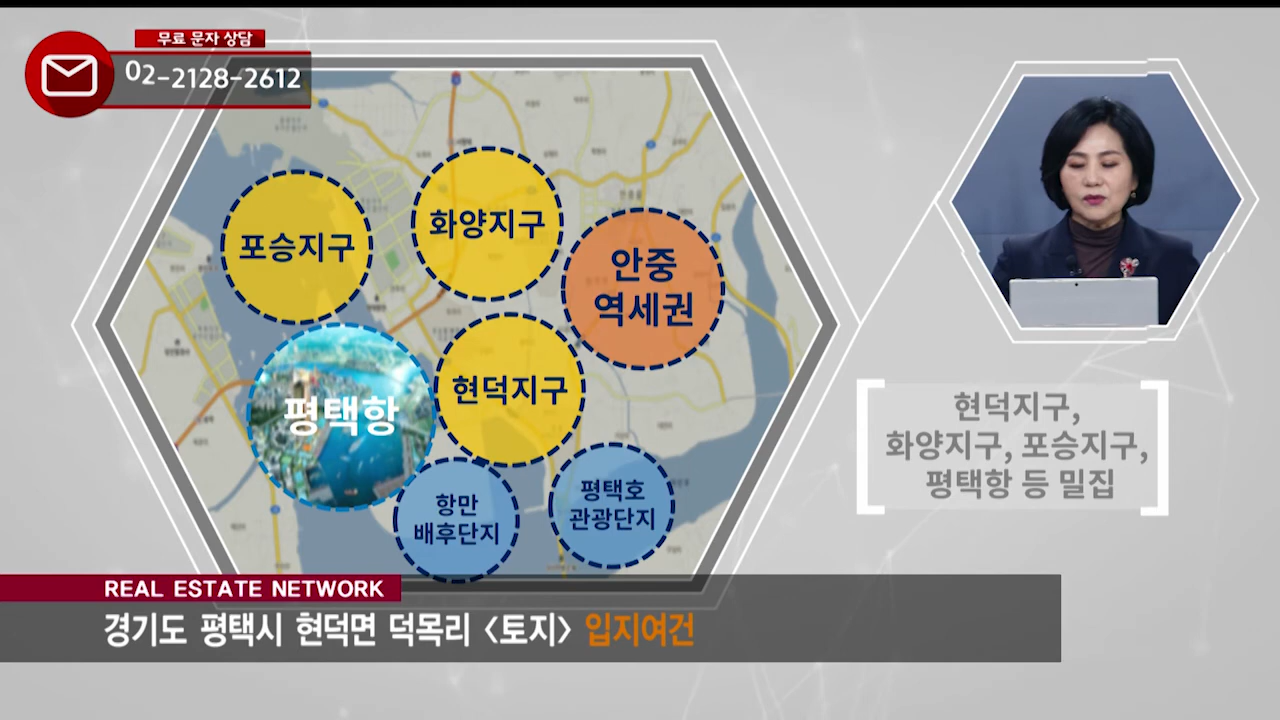 무료 문자 상담
02-2128-2612
포승지구
화양지구
안중
역세권
평택항
현덕지구
항만
배후단지
평택호
관광단지
현덕지구,
화양지구, 포승지구,
평택항 등 밀집
REAL ESTATE NETWORK
경기도 평택시 현덕면 덕목리 <토지> 입지여건